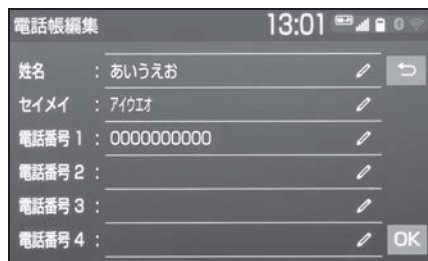 電話帳編集 13:01 0
姓名 : あいうえお
セイメイ : アイウエオ
電話番号 1 : 0000000000
電話番号 2 :
電話番号 3 :
電話番号 4 : OK